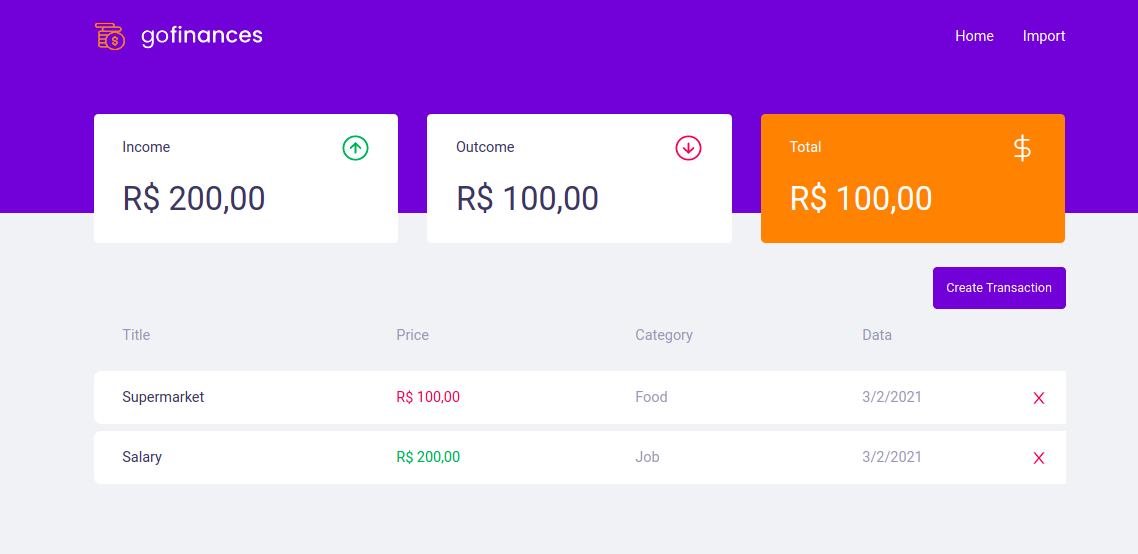 gofinances Home Import
Income Outcome Total
R$ 200,00 R$ 100,00 R$ 100,00
Create Transaction
Title Price Category Data
Supermarket R$ 100,00 Food 3/2/2021
Salary R$ 200,00 Job 3/2/2021